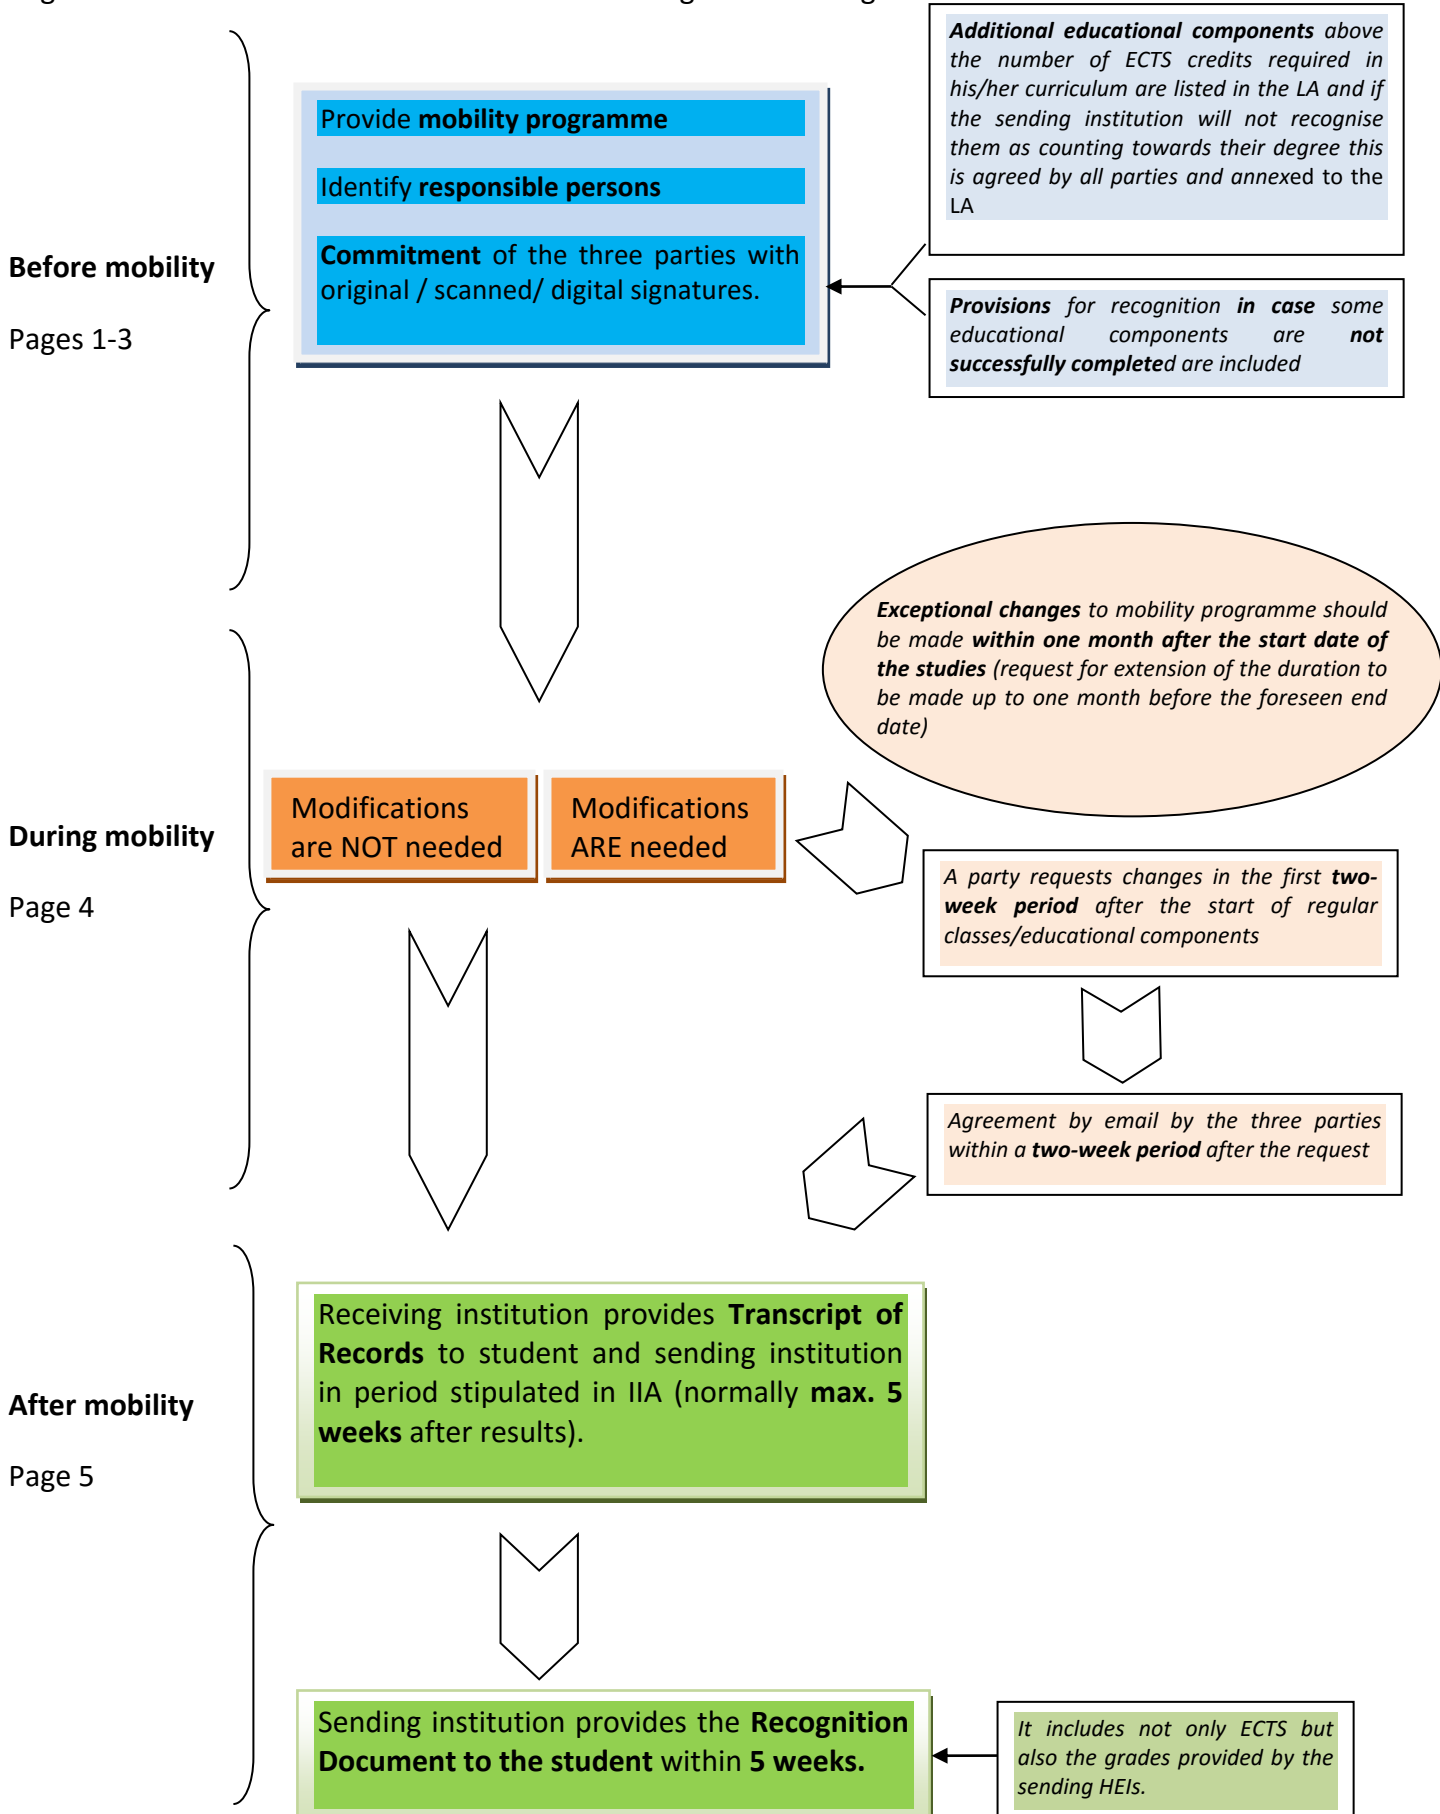 Additional educational components above
the number of ECTS credits required in
his/her curriculum are listed in the LA and if
the sending institution will not recognise
them as counting towards their degree this
is agreed by all parties and annexed to the
LA
Provide mobility programme
Identify responsible persons
Commitment of the three parties with
original / scanned/ digital signatures.
Before mobility
Pages 1-3
Provisions for recognition in case some
educational components are not
successfully completed are included
Exceptional changes to mobility programme should
be made within one month after the start date of
the studies (request for extension of the duration to
be made up to one month before the foreseen end
date)
During mobility
Page 4
Modifications
are NOT needed
Modifications
ARE needed
A party requests changes in the first two-
week period after the start of regular
classes/educational components
Agreement by email by the three parties
within a two-week period after the request
After mobility
Page 5
Receiving institution provides Transcript of
Records to student and sending institution
in period stipulated in IIA (normally max. 5
weeks after results).
Sending institution provides the Recognition
Document to the student within 5 weeks.
It includes not only ECTS but
also the grades provided by the
sending HEIs.